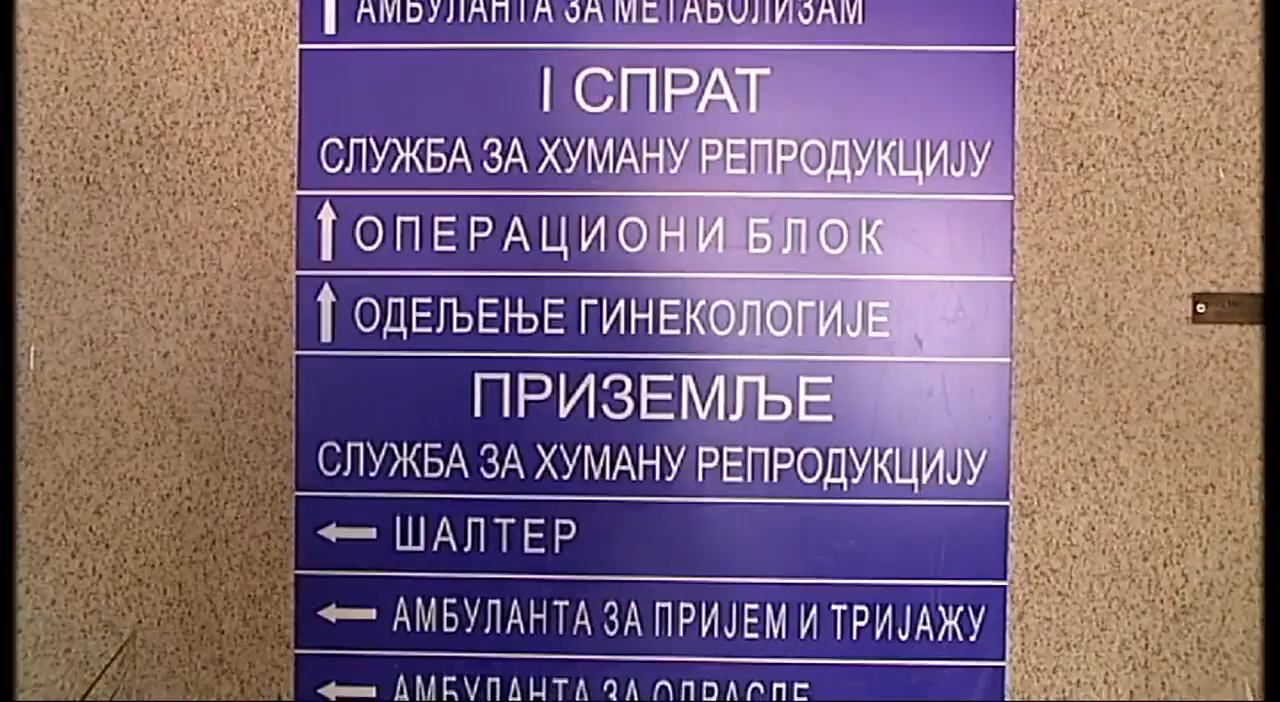 АМБУЛАНТА ЗА МЕТАБОЛИЗАМ
I СПРАТ
СЛУЖБА ЗА ХУМАНУ РЕПРОДУКЦИЈУ
ОПЕРАЦИОНИ БЛОК
ОДЕЉЕЊЕ ГИНЕКОЛОГИЈЕ
ПРИЗЕМЉЕ
СЛУЖБА ЗА ХУМАНУ РЕПРОДУКЦИЈУ
ШАЛТЕР
АМБУЛАНТА ЗА ПРИЈЕМ И ТРИЈАЖУ
АМБУЛАНТА ЗА ОДРАСЛЕ